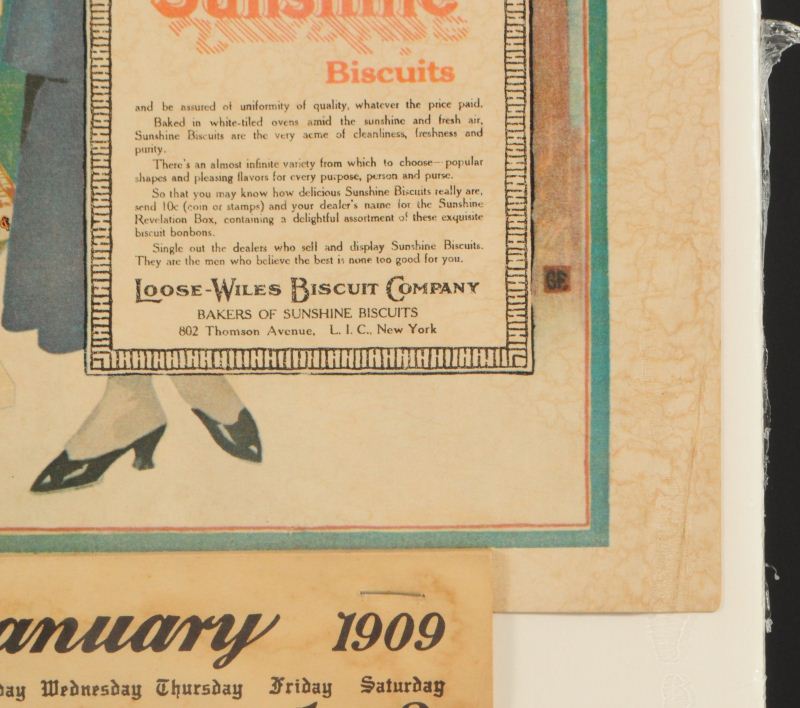 Sunshine
Biscuits
and be assured of uniformity of quality, whatever the price paid.
Baked in white-tiled ovens amid the sunshine and fresh air,
Sunshine Biscuits are the very acme of cleanliness, freshness and
purity.
There's an almost infinite variety from which to choose—popular
shapes and pleasing flavors for every purpose, person and purse.
So that you may know how delicious Sunshine Biscuits really are,
send 10c (coin or stamps) and your dealer's name for the Sunshine
Revelation Box, containing a delightful assortment of these exquisite
biscuit bonbons.
Single out the dealers who sell and display Sunshine Biscuits.
They are the men who believe the best is none too good for you.
LOOSE-WILES BISCUIT COMPANY
BAKERS OF SUNSHINE BISCUITS
802 Thomson Avenue, L. I. C., New York
GF
anuary 1909
day Wednesday Thursday Friday Saturday